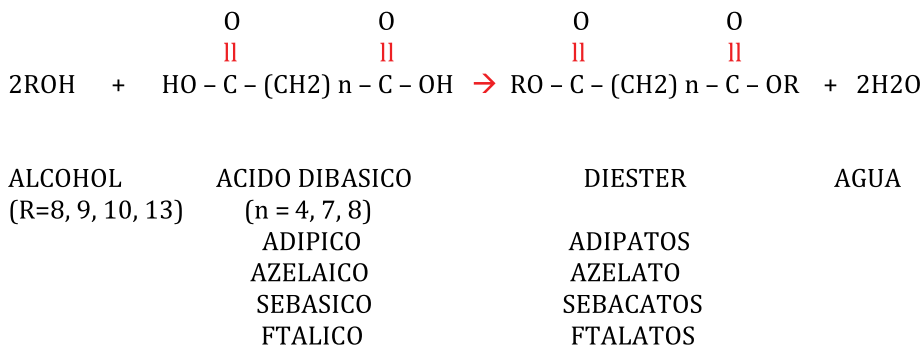 O O O O
ll ll ll ll
2ROH + HO – C – (CH2) n – C – OH → RO – C – (CH2) n – C – OR + 2H2O
ALCOHOL ACIDO DIBASICO DIESTER AGUA
(R=8, 9, 10, 13) (n = 4, 7, 8)
ADIPICO ADIPATOS
AZELAICO AZELATO
SEBASICO SEBACATOS
FTALICO FTALATOS